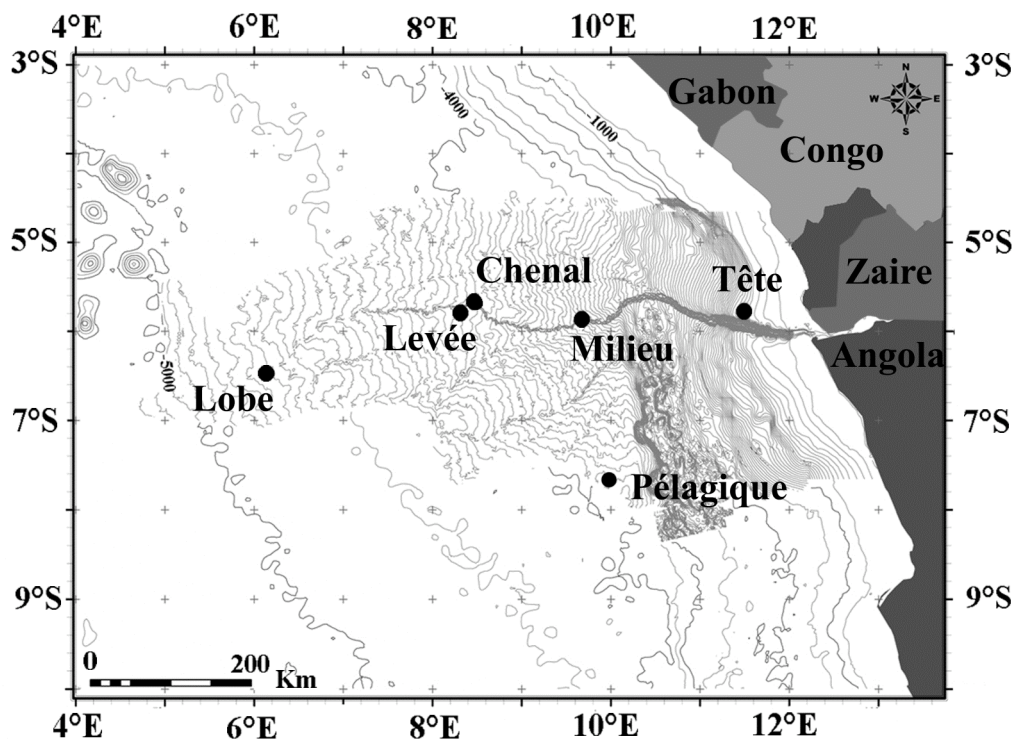 4°E 6°E 8°E 10°E 12°E
3°S 3°S
N
W E
S
Gabon
-4000
-1000
Congo
5°S 5°S
Chenal
Tête
Zaire
Levée
Milieu
Angola
-5000
Lobe
7°S 7°S
Pélagique
9°S 9°S
0 200 Km
4°E 6°E 8°E 10°E 12°E